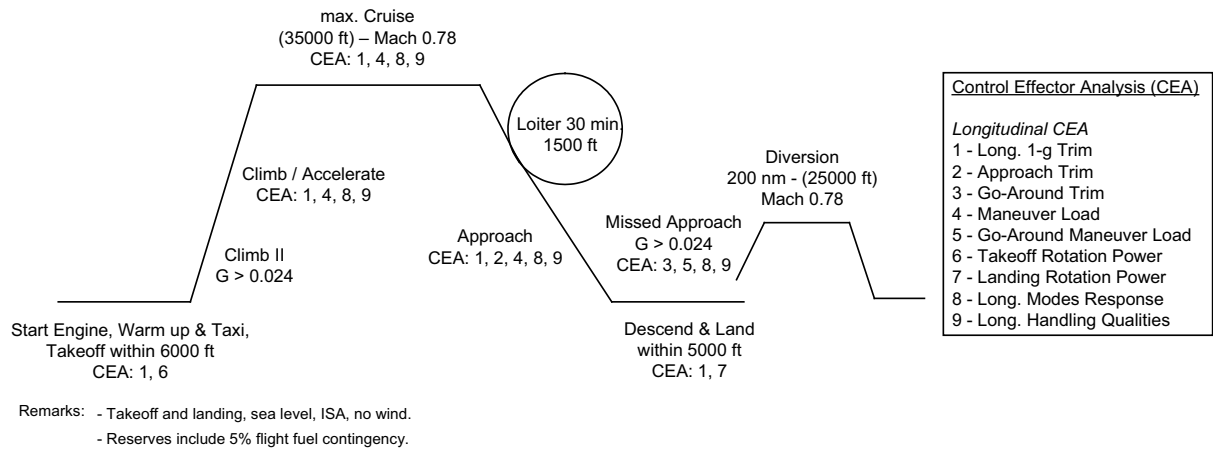 max. Cruise
(35000 ft) – Mach 0.78
CEA: 1, 4, 8, 9
Loiter 30 min.
1500 ft
Climb / Accelerate
CEA: 1, 4, 8, 9
Climb II
G > 0.024
Approach
CEA: 1, 2, 4, 8, 9
Missed Approach
G > 0.024
CEA: 3, 5, 8, 9
Diversion
200 nm - (25000 ft)
Mach 0.78
Start Engine, Warm up & Taxi,
Takeoff within 6000 ft
CEA: 1, 6
Descend & Land
within 5000 ft
CEA: 1, 7
Control Effector Analysis (CEA)
Longitudinal CEA
1 - Long. 1-g Trim
2 - Approach Trim
3 - Go-Around Trim
4 - Maneuver Load
5 - Go-Around Maneuver Load
6 - Takeoff Rotation Power
7 - Landing Rotation Power
8 - Long. Modes Response
9 - Long. Handling Qualities
Remarks: - Takeoff and landing, sea level, ISA, no wind.
- Reserves include 5% flight fuel contingency.